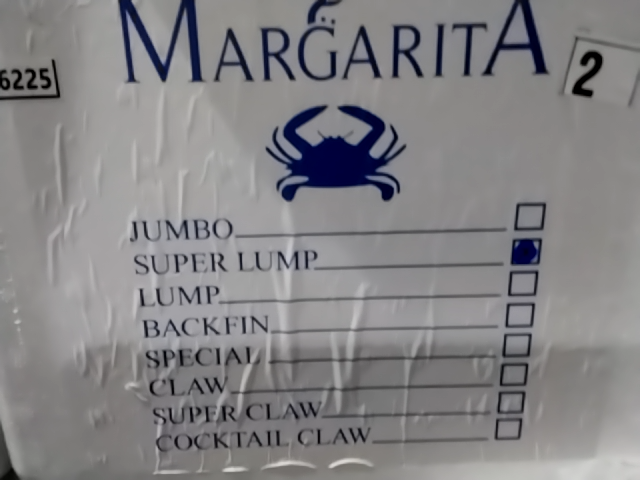 MARGARITA
6225
2
JUMBO
SUPER LUMP
LUMP
BACKFIN
SPECIAL
CLAW
SUPER CLAW
COCKTAIL CLAW